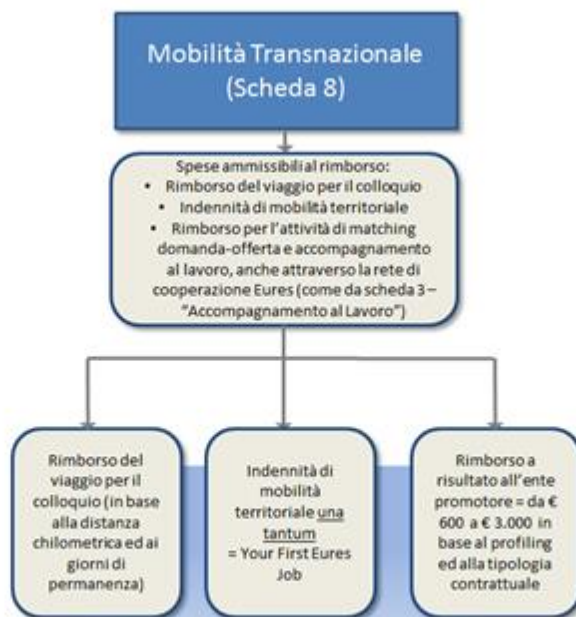 Mobilità Transnazionale
(Scheda 8)
Spese ammissibili al rimborso:
• Rimborso del viaggio per il colloquio
• Indennità di mobilità territoriale
• Rimborso per l'attività di matching
domanda-offerta e accompagnamento
al lavoro, anche attraverso la rete di
cooperazione Eures (come da scheda 3 –
"Accompagnamento al Lavoro")
Rimborso del
viaggio per il
colloquio (in base
alla distanza
chilometrica ed ai
giorni di
permanenza)
Indennità di
mobilità
territoriale una
tantum
= Your First Eures
Job
Rimborso a
risultato all'ente
promotore = da €
600 a € 3.000 in
base al profiling
ed alla tipologia
contrattuale